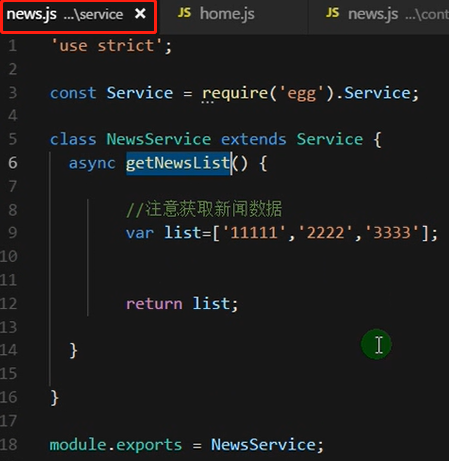 news.js ...\service × JS home.js JS news.js ...\cont
1 'use strict';
2
3 const Service = require('egg').Service;
4
5 class NewsService extends Service {
6 async getNewsList() {
7
8 //注意获取新闻数据
9 var list=['11111','2222','3333'];
10
11
12 return list;
13
14 }
15
16 }
17
18 module.exports = NewsService;